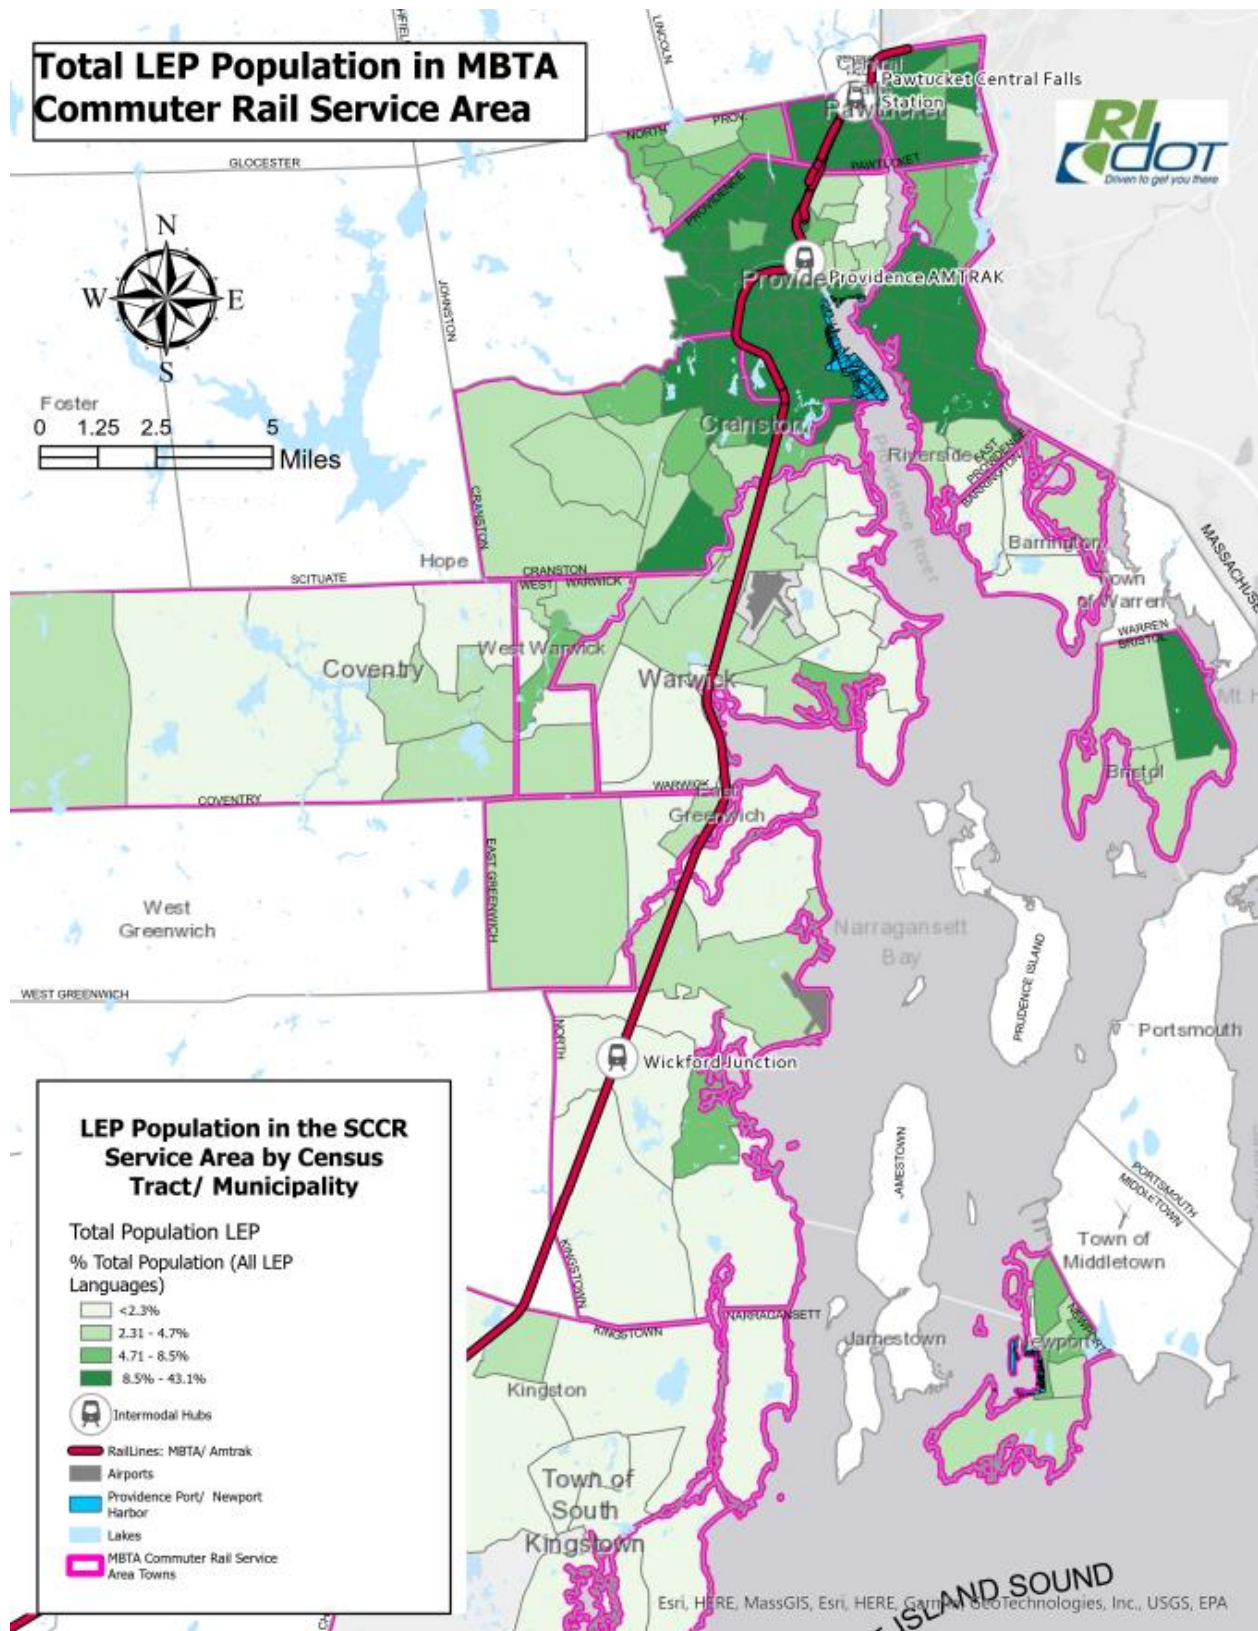 Total LEP Population in MBTA
Commuter Rail Service Area
LINCOLN
Pawtucket Central Falls
Station
Pawtucket
RI
DOT
Driven to get you there
NORTH
PROV.
GLOCESTER
PAWTUCKET
PROVIDENCE
N
W
E
S
Providence AMTRAK
JOHNSTON
Foster
0
1.25
2.5
5
Miles
Cranston
Riverside
EAST
PROVIDENCE
BARRINGTON
Providence River
CRANSTON
Hope
Barrington
MASSACHUSE
SCITUATE
CRANSTON
WEST
WARWICK
Town
of Warren
WARREN
BRISTOL
West Warwick
Coventry
Warwick
Mt H
Bristol
WARWICK
COVENTRY
East
Greenwich
EAST GREENWICH
West
Greenwich
Narragansett
Bay
PRUDENCE ISLAND
WEST GREENWICH
NORTH
Portsmouth
Wickford Junction
LEP Population in the SCCR
Service Area by Census
Tract/ Municipality
JAMESTOWN
PORTSMOUTH
MIDDLETOWN
Total Population LEP
% Total Population (All LEP
Languages)
<2.3%
2.31 - 4.7%
4.71 - 8.5%
8.5% - 43.1%
KINGSTOWN
Town of
Middletown
NARRAGANSETT
KINGSTOWN
NEWPORT
Jamestown
Newport
Kingston
Intermodal Hubs
RailLines: MBTA/ Amtrak
Airports
Providence Port/ Newport
Harbor
Lakes
MBTA Commuter Rail Service
Area Towns
Town of
South
Kingstown
ISLAND SOUND
Esri, HERE, MassGIS, Esri, HERE, Garmin, GeoTechnologies, Inc., USGS, EPA